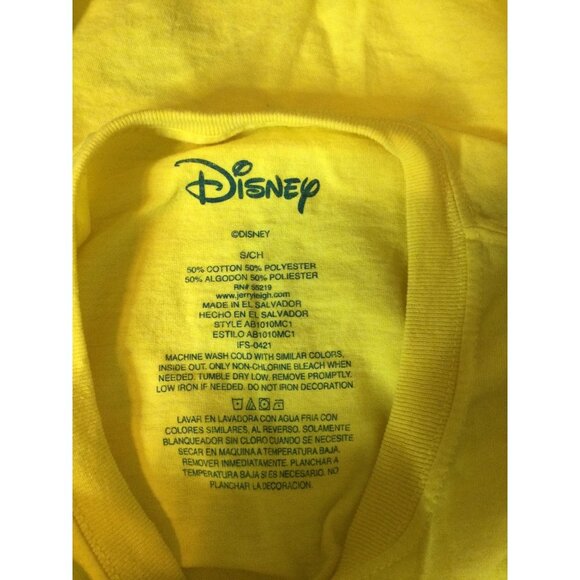 Disney
©DISNEY
S/CH
50% COTTON 50% POLYESTER
50% ALGODON 50% POLIESTER
RN# 55219
www.jerryleigh.com
MADE IN EL SALVADOR
HECHO EN EL SALVADOR
STYLE AB1010MC1
ESTILO AB1010MC1
IFS-0421
MACHINE WASH COLD WITH SIMILAR COLORS,
INSIDE OUT. ONLY NON-CHLORINE BLEACH WHEN
NEEDED. TUMBLE DRY LOW. REMOVE PROMPTLY.
LOW IRON IF NEEDED. DO NOT IRON DECORATION
LAVAR EN LAVADORA CON AGUA FRIA CON
COLORES SIMILARES, AL REVERSO. SOLAMENTE
BLANQUEADOR SIN CLORO CUANDO SE NECESITE
SECAR EN MAQUINA A TEMPERATURA BAJA.
REMOVER INMEDIATAMENTE. PLANCHAR A
TEMPERATURA BAJA SI ES NECESARIO. NO
PLANCHAR LA DECORACION.